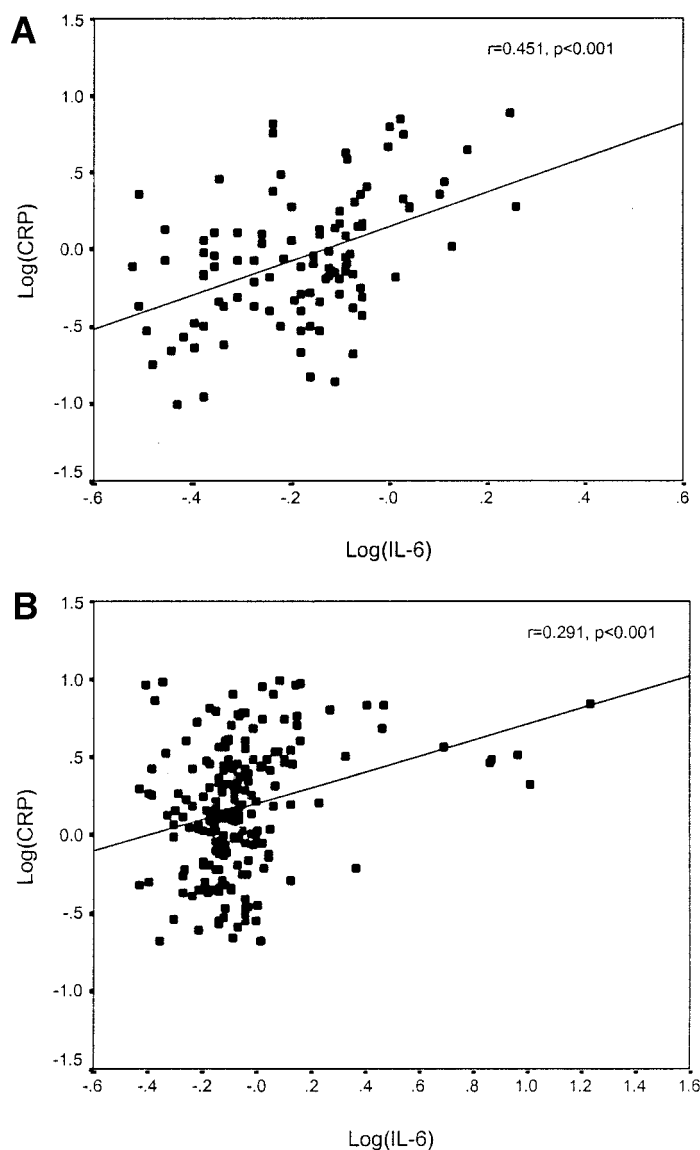 A
r=0.451, p<0.001
1.5
1.0
.5
0.0
-.5
-1.0
-1.5
Log(CRP)
-.6 -.4 -.2 -.0 .2 .4 .6
Log(IL-6)
B
r=0.291, p<0.001
1.5
1.0
.5
0.0
-.5
-1.0
-1.5
Log(CRP)
-.6 -.4 -.2 -.0 .2 .4 .6 .8 1.0 1.2 1.4 1.6
Log(IL-6)